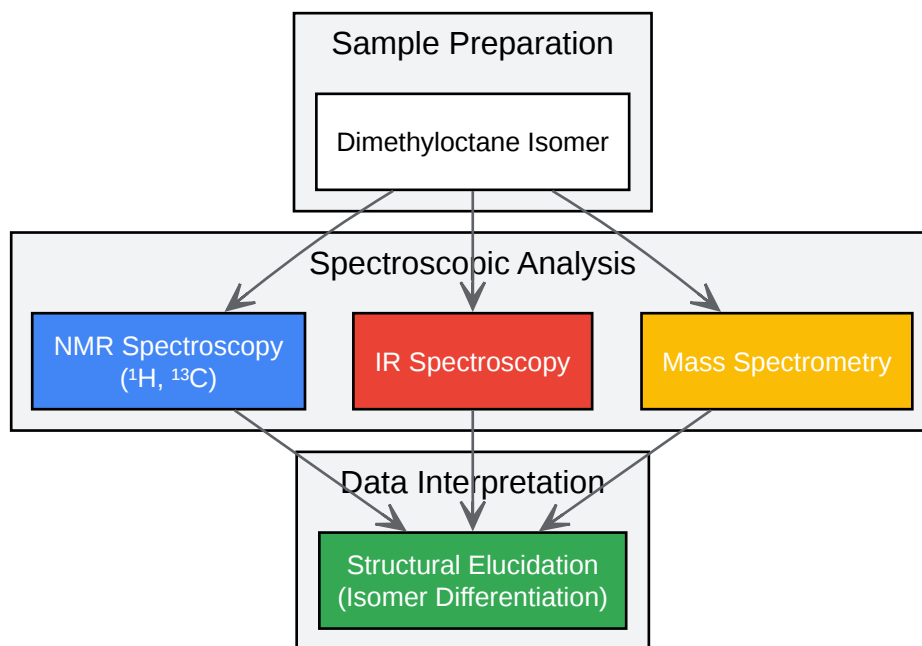 Sample Preparation
Dimethyloctane Isomer
Spectroscopic Analysis
NMR Spectroscopy
(¹H, ¹³C)
IR Spectroscopy
Mass Spectrometry
Data Interpretation
Structural Elucidation
(Isomer Differentiation)